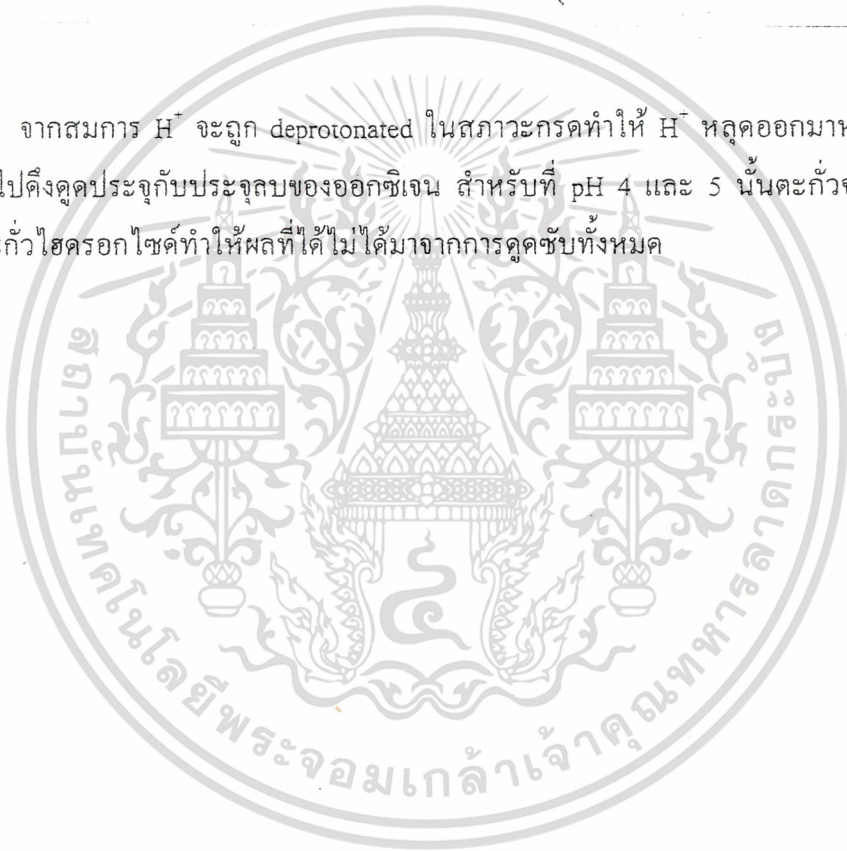 จากสมการ H⁺ จะถูก deprotonated ในสภาวะกรดทำให้ H⁺ หลุดออกมาห
ไปดึงดูดประจุกับประจุลบของออกซิเจน สำหรับที่ pH 4 และ 5 นั้นตะกั่วจ
ะกั่วไฮดรอกไซด์ทำให้ผลที่ได้ไม่ได้มาจากการดูดซับทั้งหมด
สถาบันเทคโนโลยีพระจอมเกล้าเจ้าคุณทหารลาดกระบัง